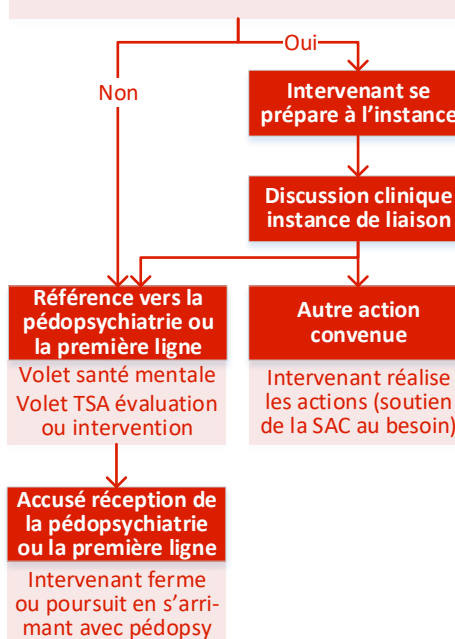 Oui
Non
Intervenant se
prépare à l'instance
Discussion clinique
instance de liaison
Référence vers la
pédopsychiatrie ou
la première ligne
Volet santé mentale
Volet TSA évaluation
ou intervention
Autre action
convenue
Intervenant réalise
les actions (soutien
de la SAC au besoin)
Accusé réception de
la pédopsychiatrie
ou la première ligne
Intervenant ferme
ou poursuit en s'arri-
mant avec pédopsy